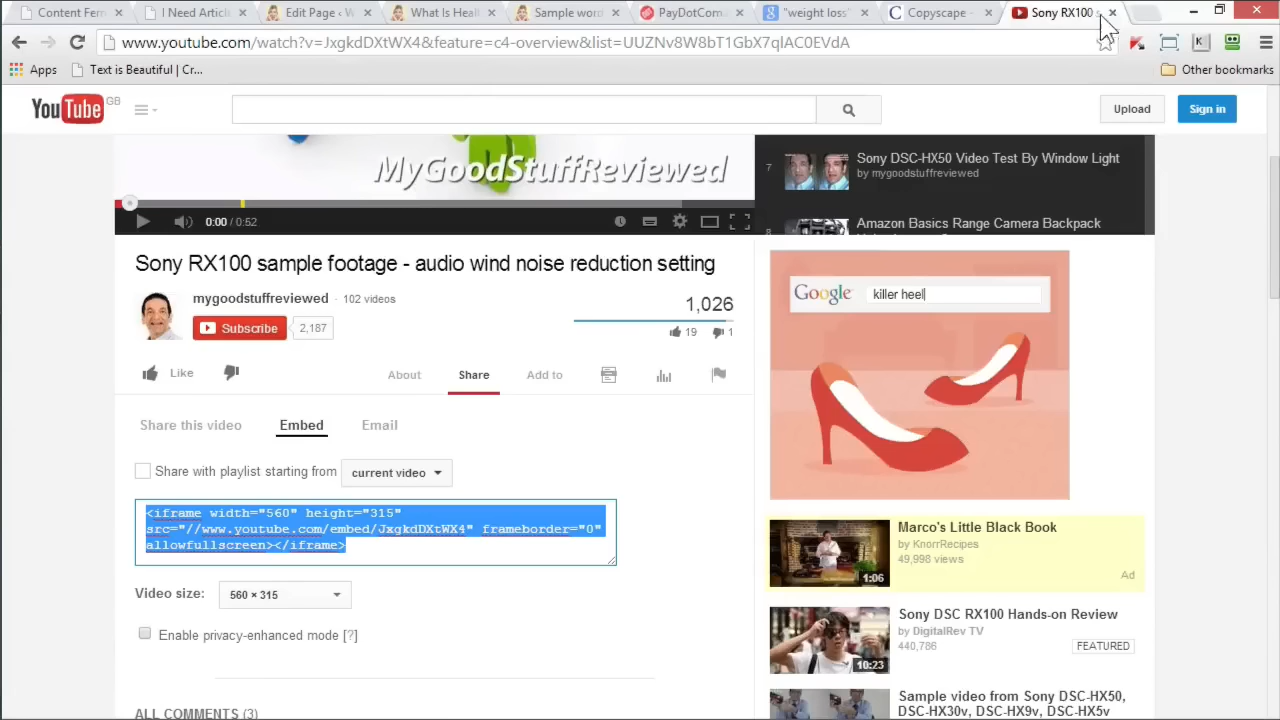 Content Ferm
I Need Articl
Edit Page ‹ W
What Is Healt
Sample word
PayDotCom
"weight loss"
Copyscape -
Sony RX100 s
www.youtube.com/watch?v=JxgkdDXtWX4&feature=c4-overview&list=UUZNv8W8bT1GbX7qlAC0EVdA
Apps
Text is Beautiful | Cr...
Other bookmarks
YouTube GB
Upload
Sign in
MyGoodStuffReviewed
0:00 / 0:52
7
Sony DSC-HX50 Video Test By Window Light
by mygoodstuffreviewed
8
Amazon Basics Range Camera Backpack
Sony RX100 sample footage - audio wind noise reduction setting
mygoodstuffreviewed · 102 videos
Subscribe
2,187
1,026
19
1
Like
About
Share
Add to
Share this video
Embed
Email
Share with playlist starting from
current video
<iframe width="560" height="315"
src="//www.youtube.com/embed/JxgkdDXtWX4" frameborder="0"
allowfullscreen></iframe>
Video size:
560 × 315
Enable privacy-enhanced mode [?]
ALL COMMENTS (3)
Google
killer heel
Marco's Little Black Book
by KnorrRecipes
49,998 views
Ad
1:06
Sony DSC RX100 Hands-on Review
by DigitalRev TV
440,786
FEATURED
10:23
Sample video from Sony DSC-HX50,
DSC-HX30v, DSC-HX9v, DSC-HX5v